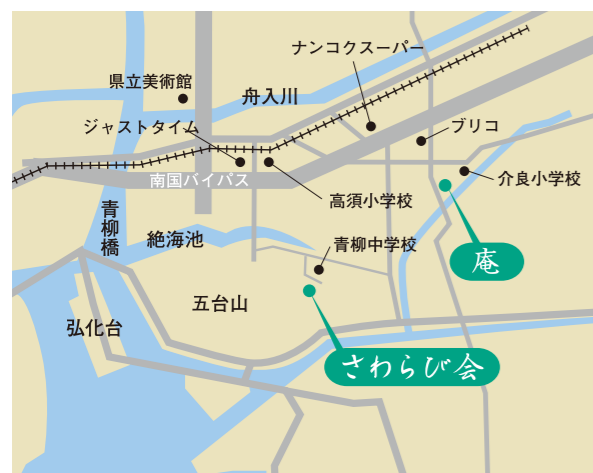 ナンコクスーパー
県立美術館
舟入川
ジャストタイム
ブリコ
南国バイパス
高須小学校
介良小学校
青柳橋
絶海池
青柳中学校
庵
五台山
弘化台
さわらび会